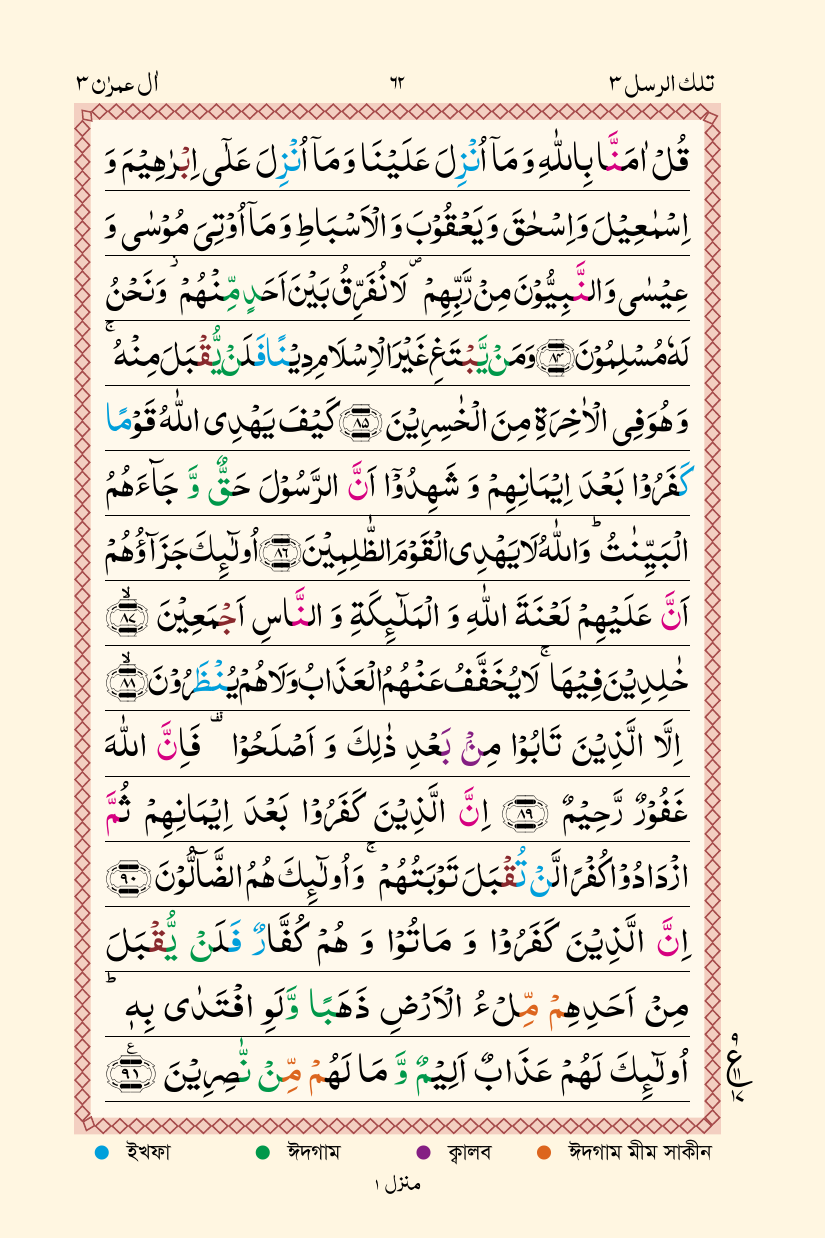 تلك الرسل ٣
٦٢
اٰل عمرٰن ٣
قُلْ اٰمَنَّا بِاللّٰهِ وَ مَاۤ اُنْزِلَ عَلَيْنَا وَ مَاۤ اُنْزِلَ عَلٰۤى اِبْرٰهِيْمَ وَ
اِسْمٰعِيْلَ وَ اِسْحٰقَ وَ يَعْقُوْبَ وَ الْاَسْبَاطِ وَ مَاۤ اُوْتِيَ مُوْسٰى وَ
عِيْسٰى وَ النَّبِيُّوْنَ مِنْ رَّبِّهِمْ ۪ لَا نُفَرِّقُ بَيْنَ اَحَدٍ مِّنْهُمْ ؗ وَ نَحْنُ
لَهٗ مُسْلِمُوْنَ ﴿٨٤﴾ وَ مَنْ يَّبْتَغِ غَيْرَ الْاِسْلَامِ دِيْنًا فَلَنْ يُّقْبَلَ مِنْهُ ۚ
وَ هُوَ فِى الْاٰخِرَةِ مِنَ الْخٰسِرِيْنَ ﴿٨٥﴾ كَيْفَ يَهْدِى اللّٰهُ قَوْمًا
كَفَرُوْا بَعْدَ اِيْمَانِهِمْ وَ شَهِدُوْۤا اَنَّ الرَّسُوْلَ حَقٌّ وَّ جَآءَهُمُ
الْبَيِّنٰتُ ؕ وَ اللّٰهُ لَا يَهْدِى الْقَوْمَ الظّٰلِمِيْنَ ﴿٨٦﴾ اُولٰٓئِكَ جَزَآؤُهُمْ
اَنَّ عَلَيْهِمْ لَعْنَةَ اللّٰهِ وَ الْمَلٰٓئِكَةِ وَ النَّاسِ اَجْمَعِيْنَ ﴿٨٧﴾ ۙ
خٰلِدِيْنَ فِيْهَا ۚ لَا يُخَفَّفُ عَنْهُمُ الْعَذَابُ وَ لَا هُمْ يُنْظَرُوْنَ ﴿٨٨﴾ ۙ
اِلَّا الَّذِيْنَ تَابُوْا مِنْۢ بَعْدِ ذٰلِكَ وَ اَصْلَحُوْا ۫ فَاِنَّ اللّٰهَ
غَفُوْرٌ رَّحِيْمٌ ﴿٨٩﴾ اِنَّ الَّذِيْنَ كَفَرُوْا بَعْدَ اِيْمَانِهِمْ ثُمَّ
ازْدَادُوْا كُفْرًا لَّنْ تُقْبَلَ تَوْبَتُهُمْ ۚ وَ اُولٰٓئِكَ هُمُ الضَّآلُّوْنَ ﴿٩٠﴾
اِنَّ الَّذِيْنَ كَفَرُوْا وَ مَاتُوْا وَ هُمْ كُفَّارٌ فَلَنْ يُّقْبَلَ
مِنْ اَحَدِهِمْ مِّلْءُ الْاَرْضِ ذَهَبًا وَّ لَوِ افْتَدٰى بِهٖ ؕ
اُولٰٓئِكَ لَهُمْ عَذَابٌ اَلِيْمٌ وَّ مَا لَهُمْ مِّنْ نّٰصِرِيْنَ ﴿٩١﴾ ع
٩
ع ١١
١٧
ইখফা
ঈদগাম
ক্বালব
ঈদগাম মীম সাকীন
منزل ١